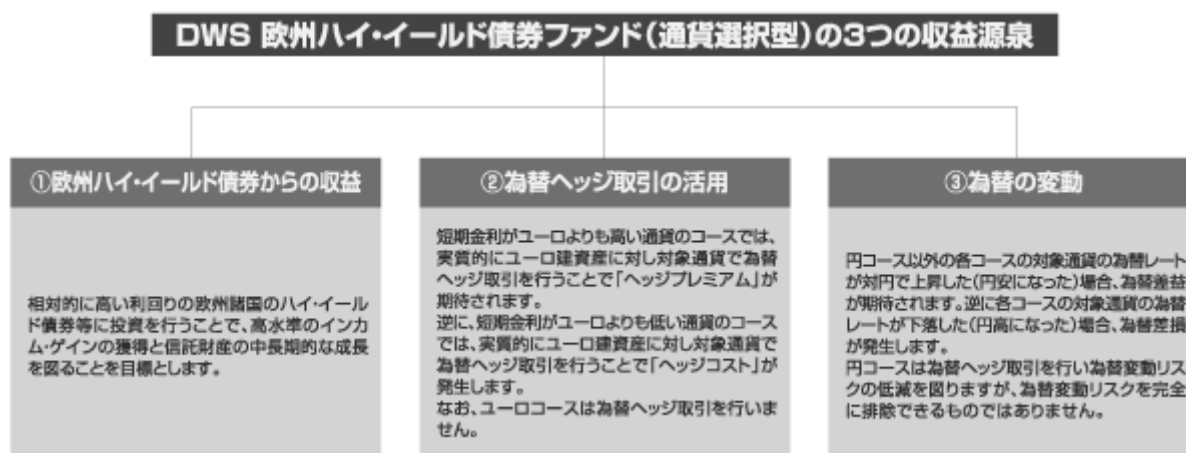 DWS 欧州ハイ・イールド債券ファンド(通貨選択型)の3つの収益源泉
①欧州ハイ・イールド債券からの収益
相対的に高い利回りの欧州諸国のハイ・イール
ド債券等に投資を行うことで、高水準のインカ
ム・ゲインの獲得と信託財産の中長期的な成長
を図ることを目標とします。
②為替ヘッジ取引の活用
短期金利がユーロよりも高い通貨のコースでは、
実質的にユーロ建資産に対し対象通貨で為替
ヘッジ取引を行うことで「ヘッジプレミアム」が
期待されます。
逆に、短期金利がユーロよりも低い通貨のコース
では、実質的にユーロ建資産に対し対象通貨で
為替ヘッジ取引を行うことで「ヘッジコスト」が
発生します。
なお、ユーロコースは為替ヘッジ取引を行いま
せん。
③為替の変動
円コース以外の各コースの対象通貨の為替レート
が対円で上昇した(円安になった)場合、為替差益
が期待されます。逆に各コースの対象通貨の為替
レートが下落した(円高になった)場合、為替差損
が発生します。
円コースは為替ヘッジ取引を行い為替変動リス
クの低減を図りますが、為替変動リスクを完全
に排除できるものではありません。